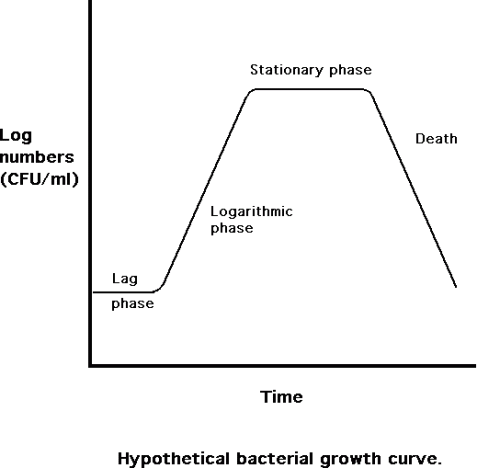 Stationary phase
Log
numbers
(CFU/ml)
Death
Logarithmic
phase
Lag
phase
Time
Hypothetical bacterial growth curve.